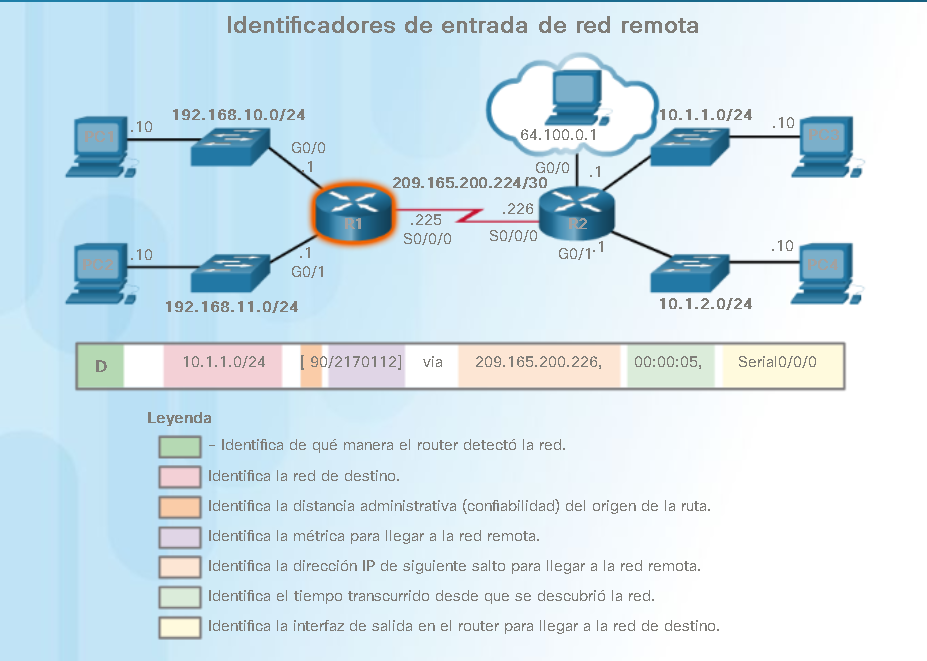 Identificadores de entrada de red remota
192.168.10.0/24
.10
G0/0
.1
64.100.0.1
10.1.1.0/24
.10
G0/0
.1
209.165.200.224/30
R1
.225
S0/0/0
.226
S0/0/0
R2
G0/1
.1
.10
.1
G0/1
192.168.11.0/24
.10
10.1.2.0/24
D 10.1.1.0/24 [ 90/2170112] via 209.165.200.226, 00:00:05, Serial0/0/0
Leyenda
– Identifica de qué manera el router detectó la red.
Identifica la red de destino.
Identifica la distancia administrativa (confiabilidad) del origen de la ruta.
Identifica la métrica para llegar a la red remota.
Identifica la dirección IP de siguiente salto para llegar a la red remota.
Identifica el tiempo transcurrido desde que se descubrió la red.
Identifica la interfaz de salida en el router para llegar a la red de destino.